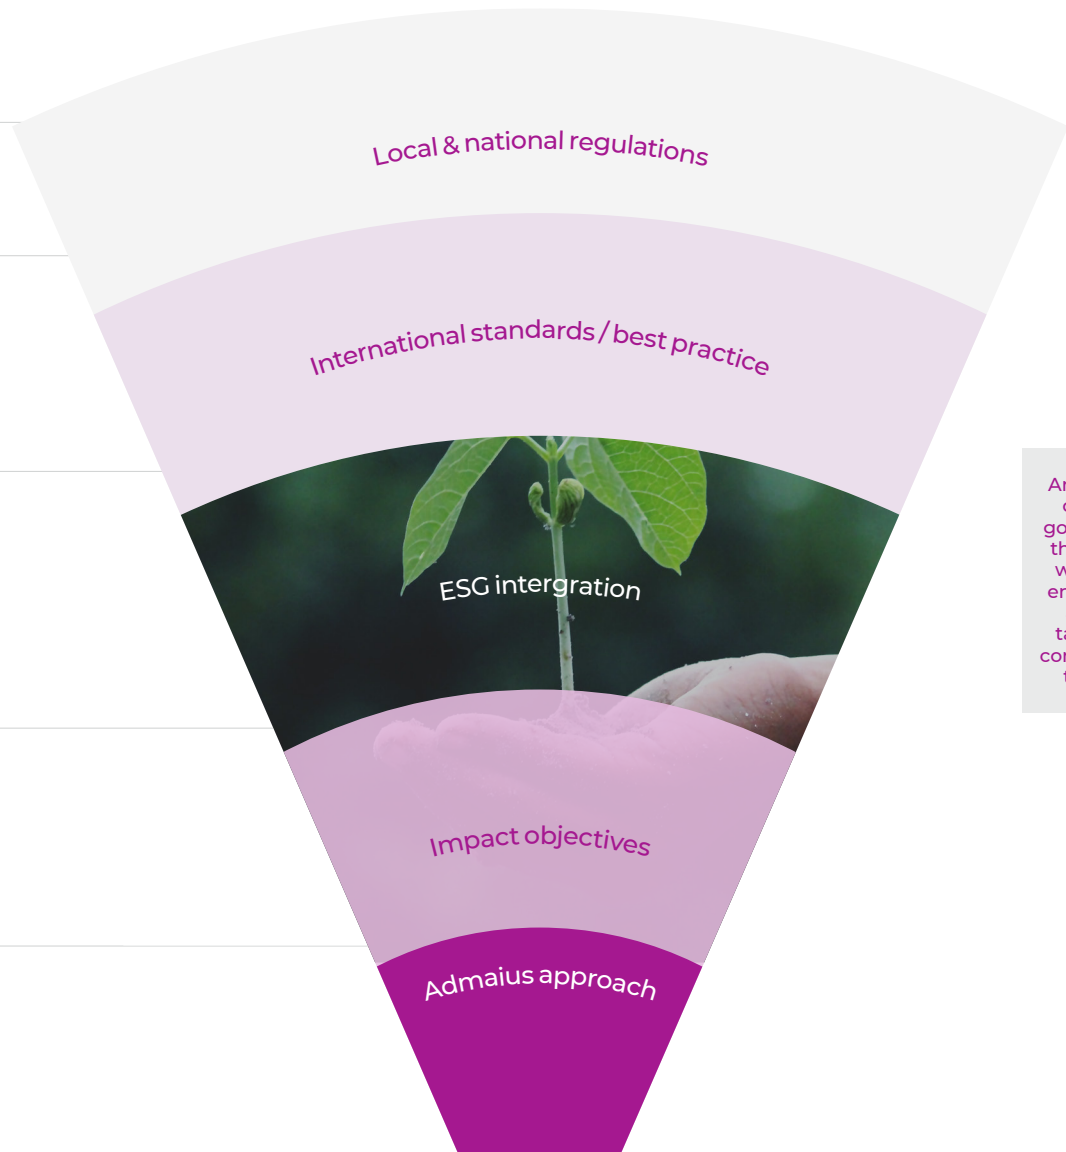 Local & national regulations
International standards / best practice
ESG intergration
Impact objectives
Admaius approach